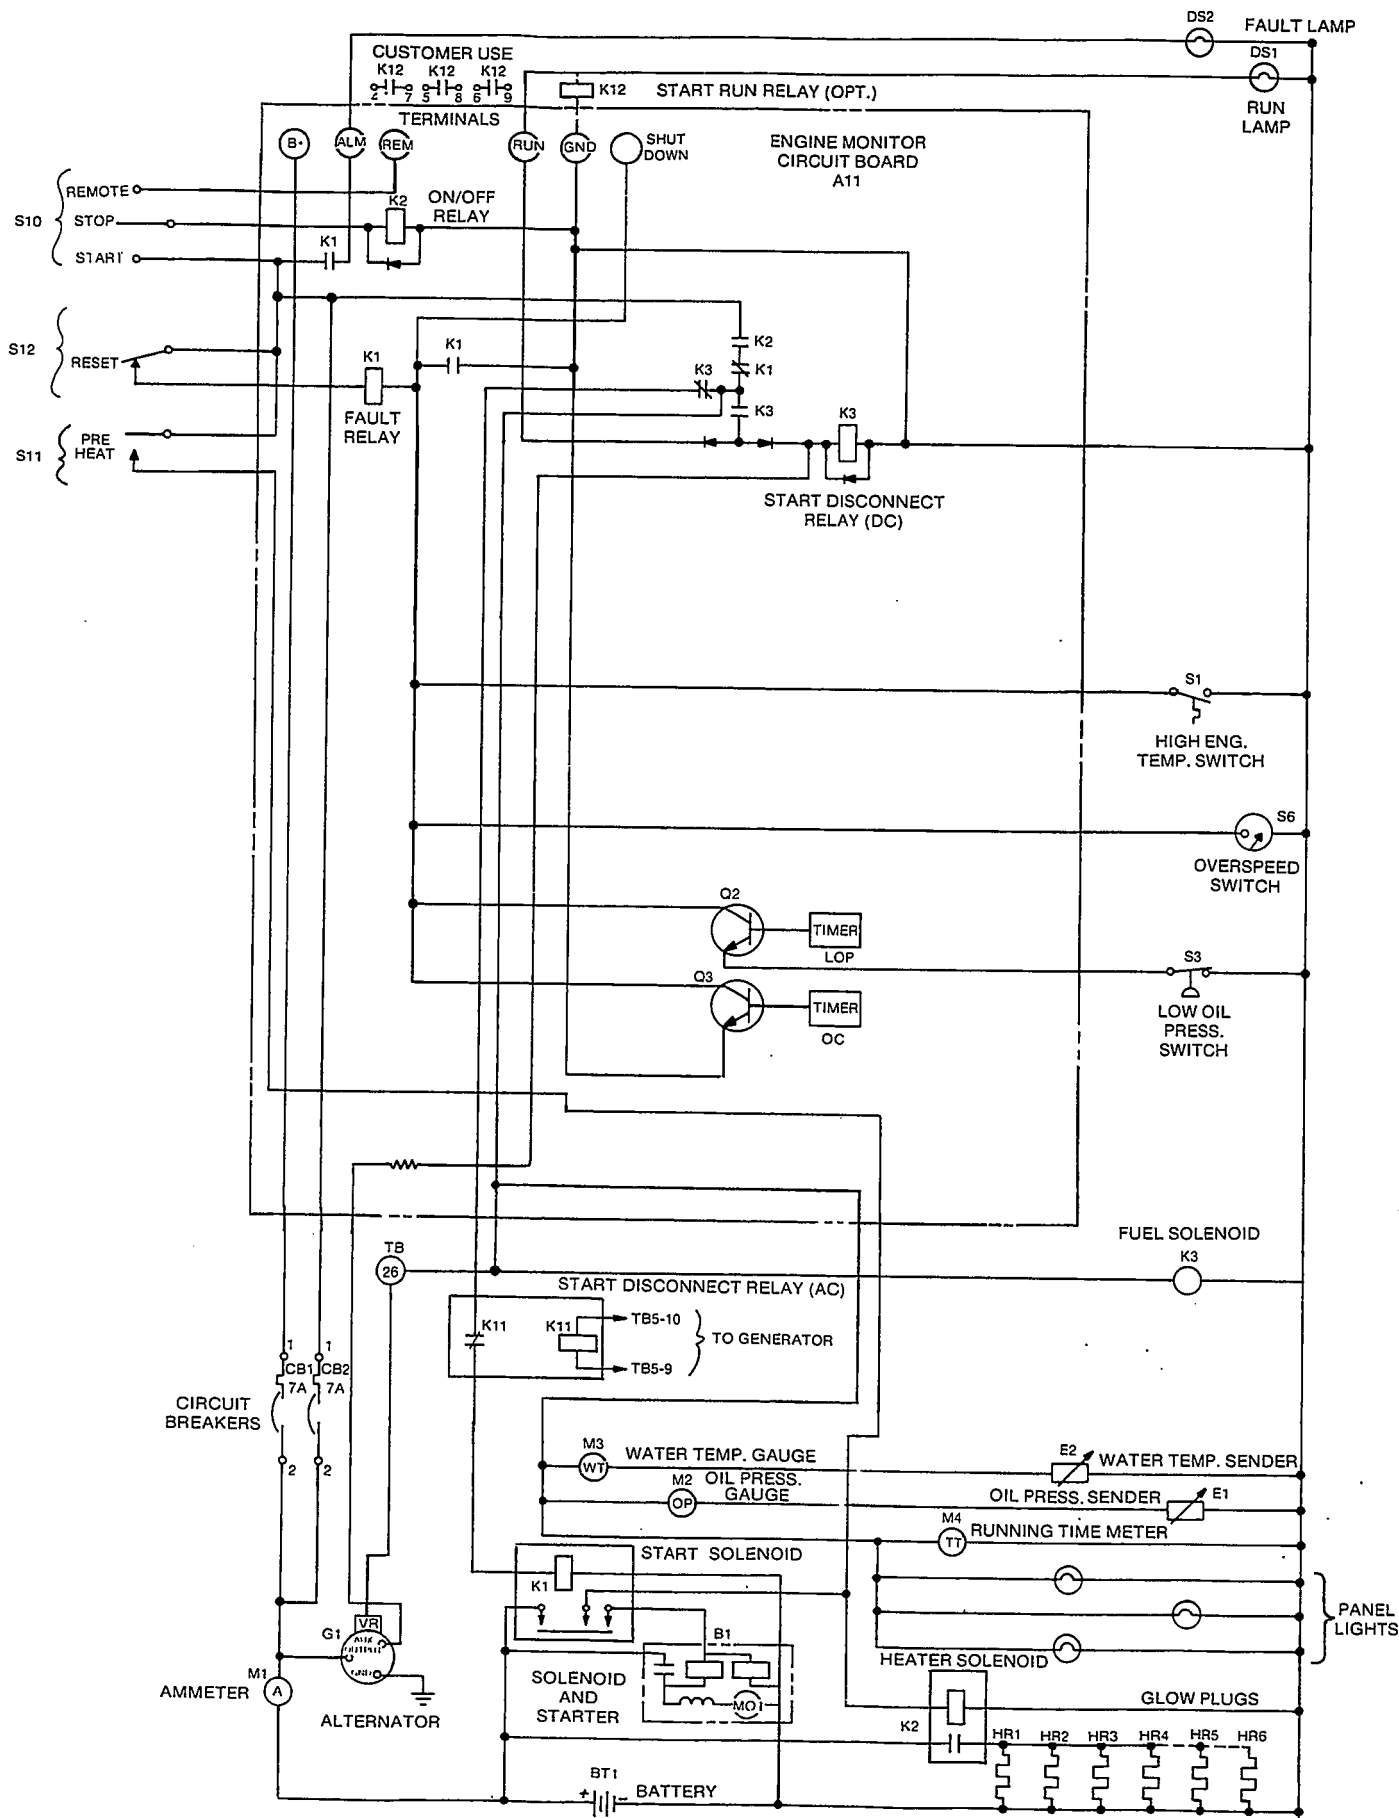 DS2
FAULT LAMP
DS1
RUN
LAMP
CUSTOMER USE
K12 K12 K12
4 7 5 8 6 9
K12 START RUN RELAY (OPT.)
TERMINALS
B+ ALM REM RUN GND SHUT
DOWN
ENGINE MONITOR
CIRCUIT BOARD
A11
S10
REMOTE
STOP
START
K2
ON/OFF
RELAY
K1
S12
RESET
K1
FAULT
RELAY
K1
K2
K1
K3
K3
K3
S11
PRE
HEAT
START DISCONNECT
RELAY (DC)
S1
HIGH ENG.
TEMP. SWITCH
S6
OVERSPEED
SWITCH
Q2
TIMER
LOP
Q3
TIMER
OC
S3
LOW OIL
PRESS.
SWITCH
TB
26
FUEL SOLENOID
K3
START DISCONNECT RELAY (AC)
K11 K11
TB5-10
TB5-9
TO GENERATOR
1 1
CB1 CB2
7A 7A
CIRCUIT
BREAKERS
2 2
M3
WT
WATER TEMP. GAUGE
E2
WATER TEMP. SENDER
M2
OP
OIL PRESS.
GAUGE
OIL PRESS. SENDER
E1
M4
TT
RUNNING TIME METER
START SOLENOID
K1
PANEL
LIGHTS
VR
G1
AUX
OUTPUT
GND
ALTERNATOR
M1
A
AMMETER
B1
MO1
SOLENOID
AND
STARTER
HEATER SOLENOID
K2
GLOW PLUGS
HR1 HR2 HR3 HR4 HR5 HR6
BT1
+ -
BATTERY